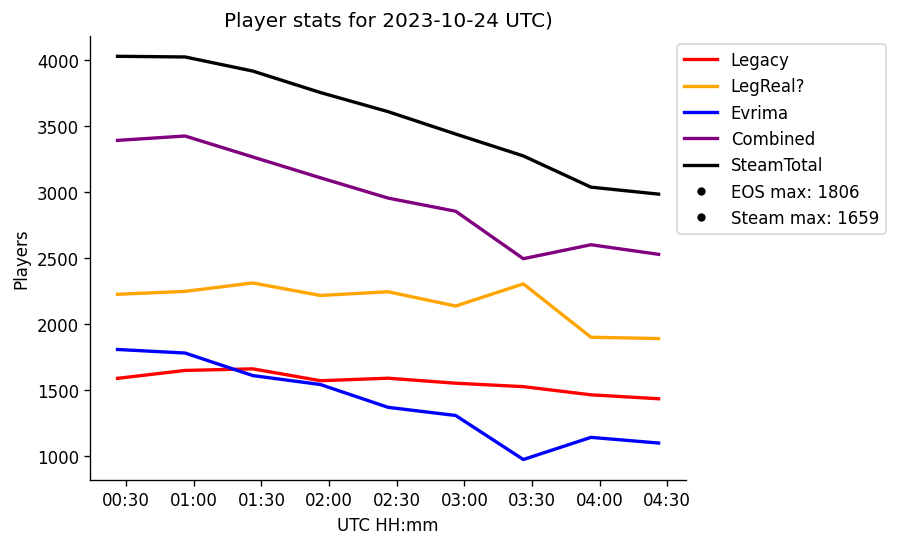 Player stats for 2023-10-24 UTC)
Legacy
LegReal?
Evrima
Combined
SteamTotal
EOS max: 1806
Steam max: 1659
4000
3500
3000
2500
2000
1500
1000
Players
00:30 01:00 01:30 02:00 02:30 03:00 03:30 04:00 04:30
UTC HH:mm